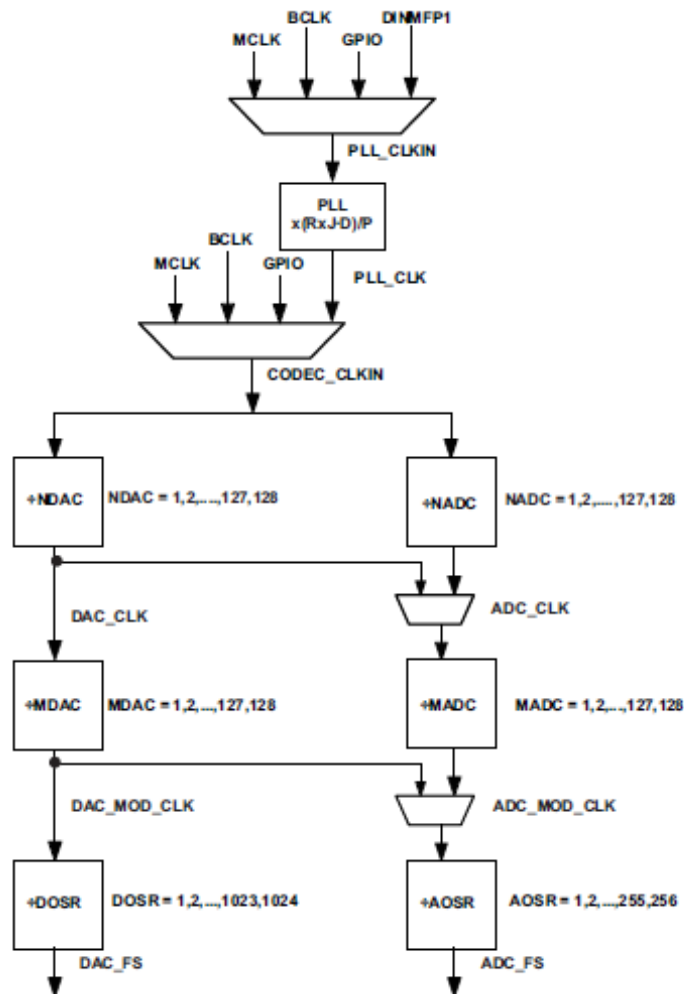 MCLK BCLK GPIO DINMFP1
PLL_CLKIN
PLL
x(RxJ·D)/P
MCLK BCLK GPIO PLL_CLK
CODEC_CLKIN
÷NDAC NDAC = 1,2,....,127,128 ÷NADC NADC = 1,2,....,127,128
DAC_CLK ADC_CLK
÷MDAC MDAC = 1,2,...,127,128 ÷MADC MADC = 1,2,...,127,128
DAC_MOD_CLK ADC_MOD_CLK
÷DOSR DOSR = 1,2,...,1023,1024 ÷AOSR AOSR = 1,2,...,255,256
DAC_FS ADC_FS